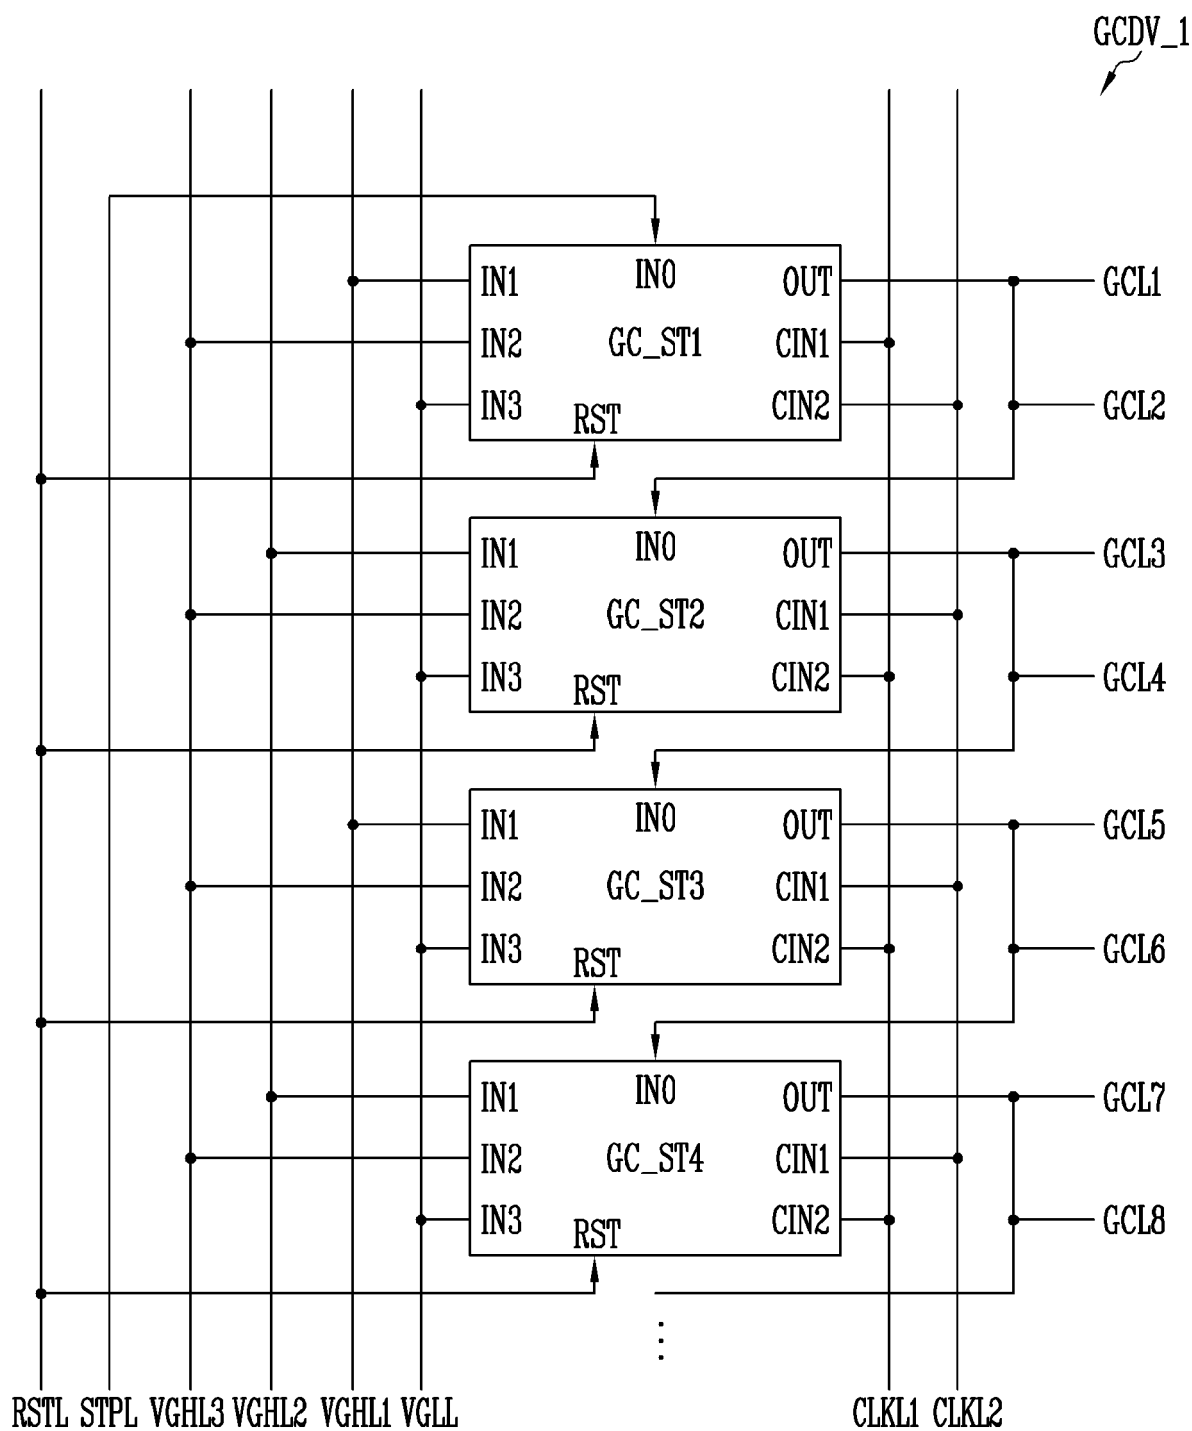 GCDV_1
IN0
IN1 OUT GCL1
IN2 GC_ST1 CIN1
IN3 CIN2 GCL2
RST
IN0
IN1 OUT GCL3
IN2 GC_ST2 CIN1
IN3 CIN2 GCL4
RST
IN0
IN1 OUT GCL5
IN2 GC_ST3 CIN1
IN3 CIN2 GCL6
RST
IN0
IN1 OUT GCL7
IN2 GC_ST4 CIN1
IN3 CIN2 GCL8
RST
RSTL STPL VGHL3 VGHL2 VGHL1 VGLL CLKL1 CLKL2